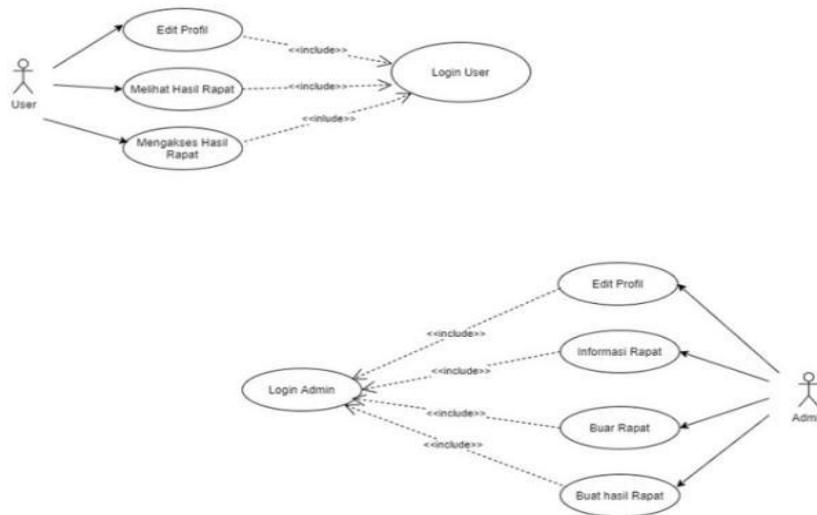 Edit Profil
<<include>>
Login User
User
Melihat Hasil Rapat
<<include>>
<<inlude>>
Mengakses Hasil
Rapat
Edit Profil
<<include>>
Informasi Rapat
<<include>>
Login Admin
Admi
<<include>>
Buar Rapat
<<include>>
Buat hasil Rapat